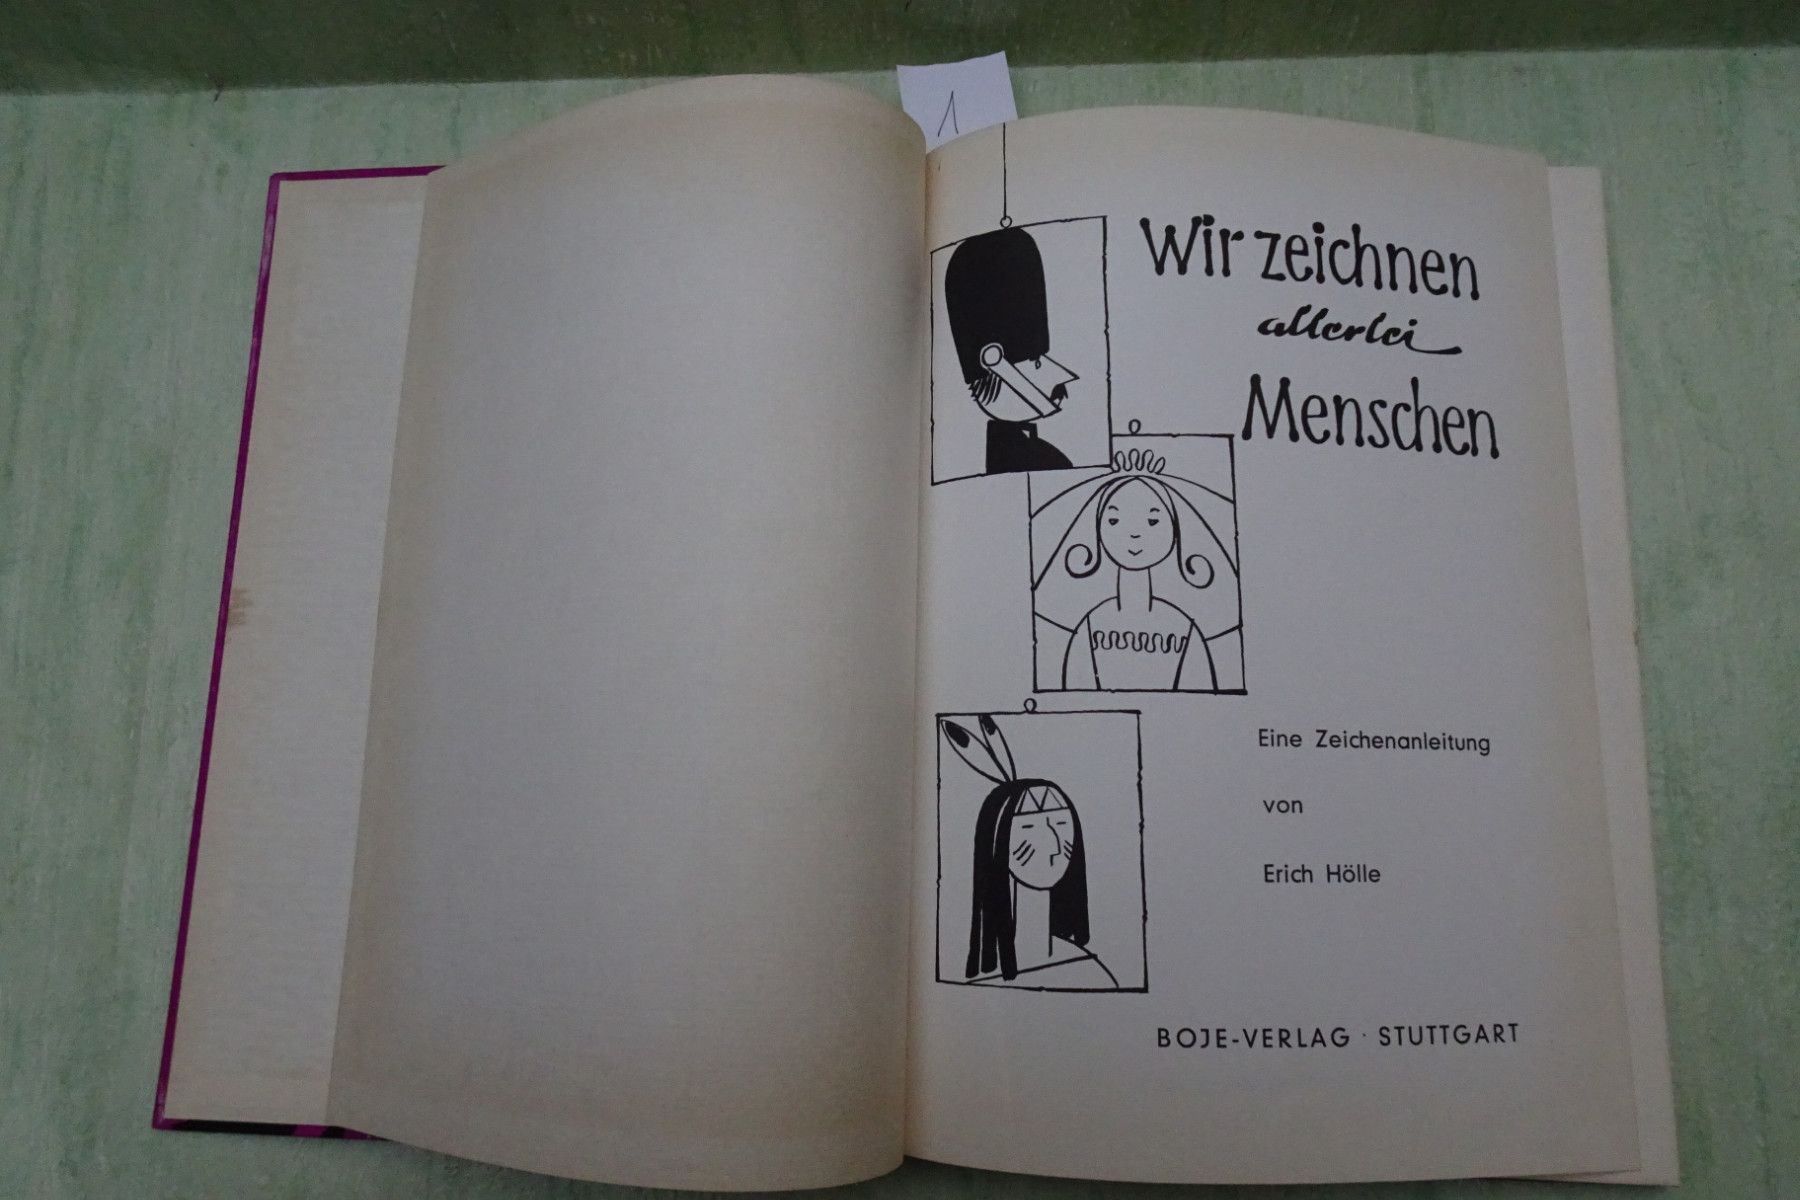 1
Wir zeichnen
allerlei
Menschen
Eine Zeichenanleitung
von
Erich Hölle
BOJE-VERLAG · STUTTGART